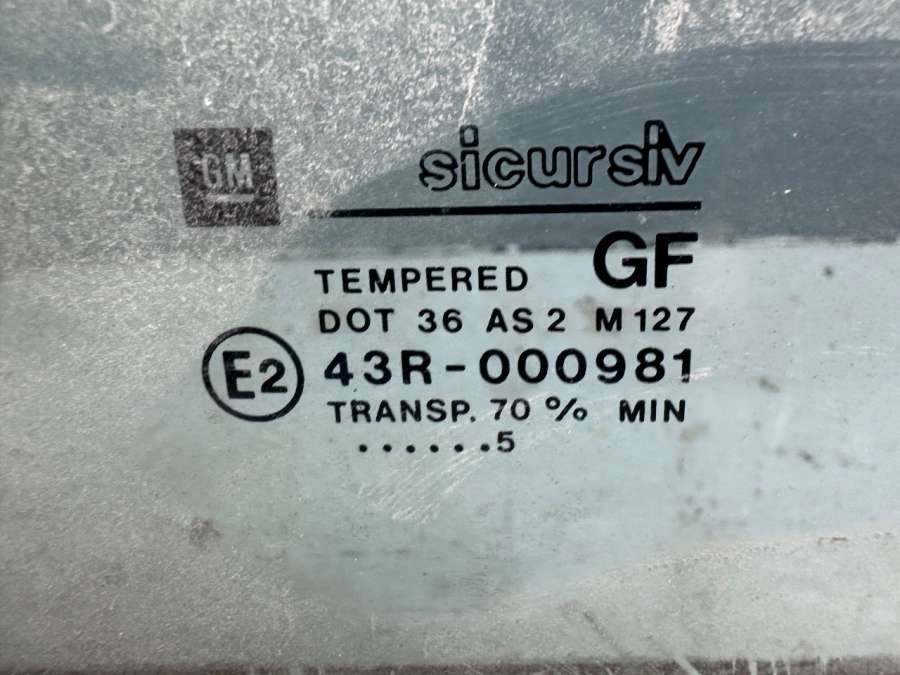 GM
sicursiv
GF
TEMPERED
DOT 36 AS 2 M 127
E2
43R-000981
TRANSP. 70 % MIN
......5